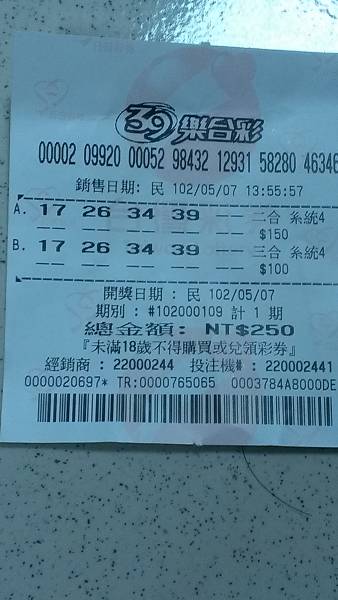 39樂合彩
00002 09920 00052 98432 12931 58280 46346
銷售日期: 民 102/05/07 13:55:57
A. 17 26 34 39 -- 二合 系統4
-- -- -- -- -- $150
B. 17 26 34 39 -- 三合 系統4
-- -- -- -- -- $100
開獎日期 : 民 102/05/07
期別 : #102000109 計 1 期
總金額: NT$250
『未滿18歲不得購買或兌領彩券』
經銷商 : 22000244 投注機# : 220002441
0000020697* TR:0000765065 0003784A8000DE